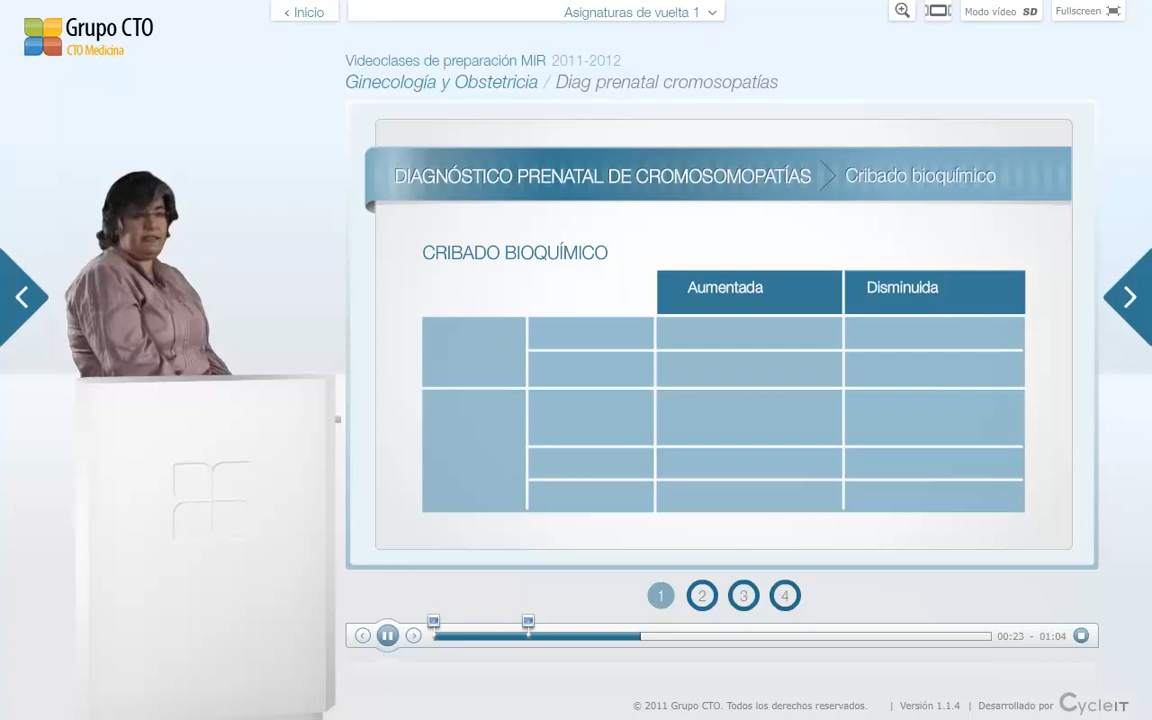 Grupo CTO
CTO Medicina
‹ Inicio
Asignaturas de vuelta 1
Modo vídeo SD
Fullscreen
Videoclases de preparación MIR 2011-2012
Ginecología y Obstetricia / Diag prenatal cromosopatías
DIAGNÓSTICO PRENATAL DE CROMOSOMOPATÍAS
Cribado bioquímico
CRIBADO BIOQUÍMICO
Aumentada
Disminuida
1 2 3 4
00:23 - 01:04
© 2011 Grupo CTO. Todos los derechos reservados. | Versión 1.1.4 | Desarrollado por CycleIT